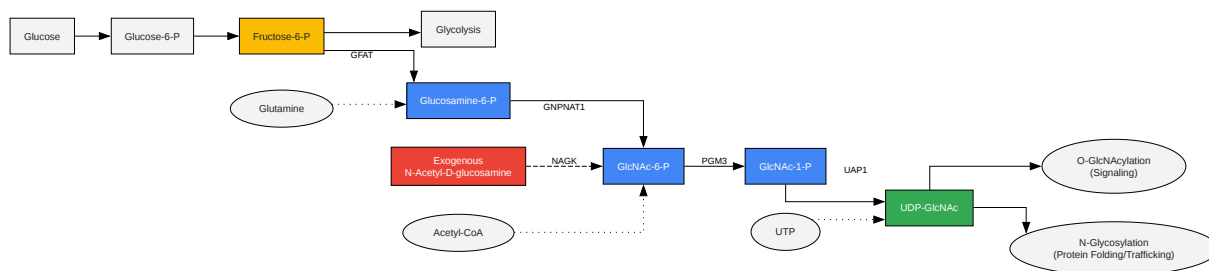 Glucose
Glucose-6-P
Fructose-6-P
Glycolysis
GFAT
Glutamine
Glucosamine-6-P
GNPNAT1
Exogenous
N-Acetyl-D-glucosamine
NAGK
GlcNAc-6-P
PGM3
GlcNAc-1-P
UAP1
O-GlcNAcylation
(Signaling)
UDP-GlcNAc
Acetyl-CoA
UTP
N-Glycosylation
(Protein Folding/Trafficking)